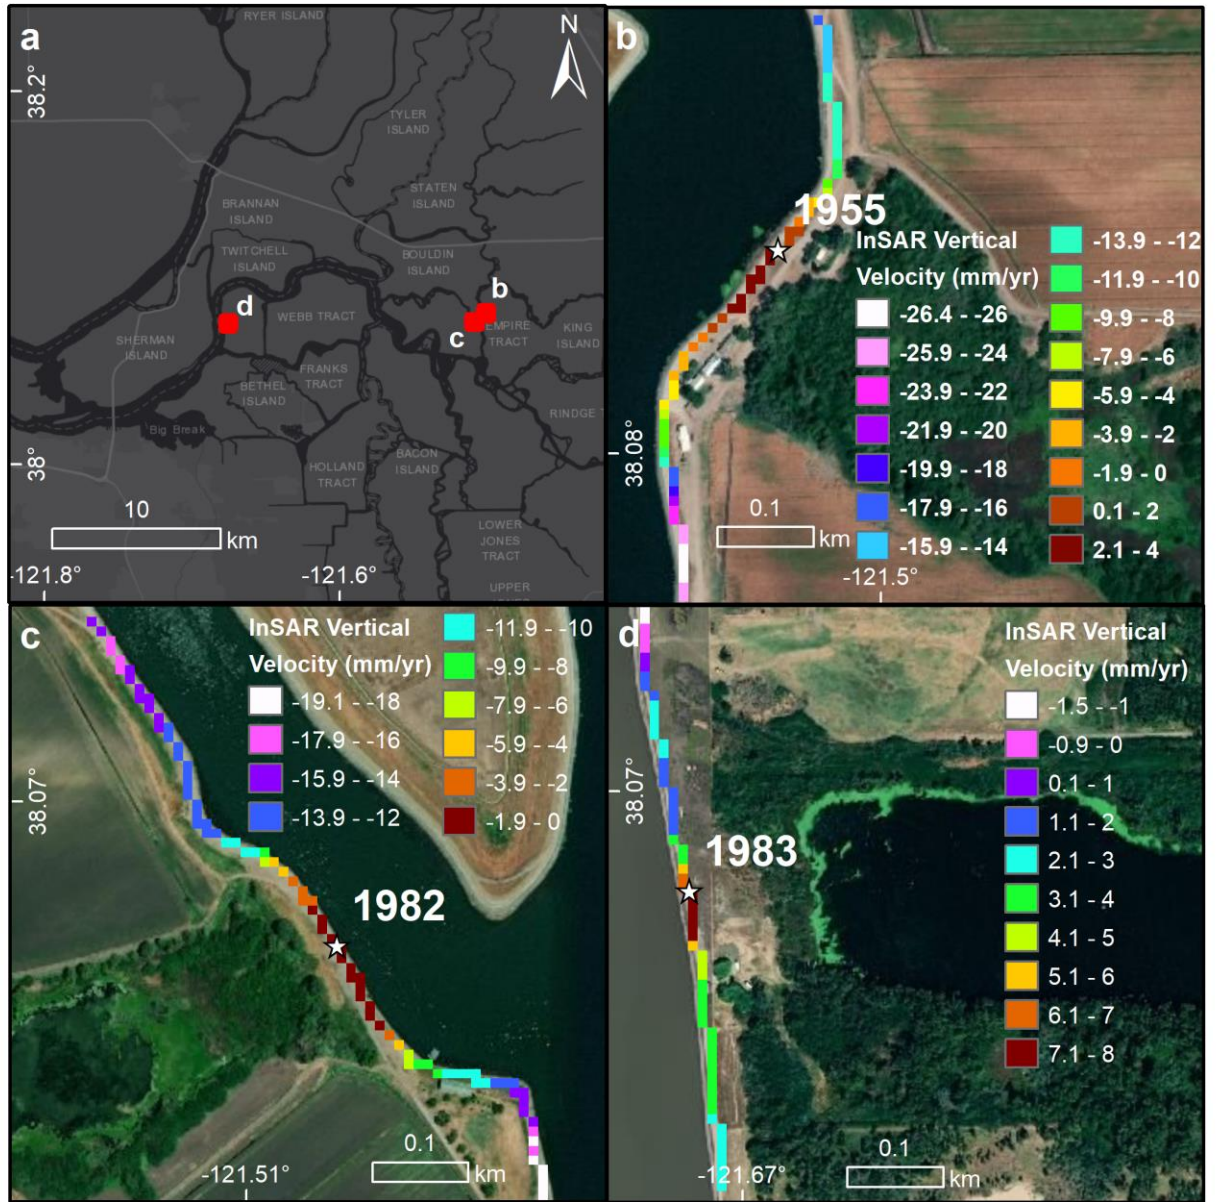 a
N
RYER ISLAND
38.2°
TYLER
ISLAND
STATEN
ISLAND
BRANNAN
ISLAND
TWITCHELL
ISLAND
BOULDIN
ISLAND
b
d
WEBB TRACT
c
EMPIRE
TRACT
KING
ISLAND
SHERMAN
ISLAND
FRANKS
TRACT
BETHEL
ISLAND
RINDGE T
Big Break
38°
BACON
ISLAND
HOLLAND
TRACT
10
km
LOWER
JONES
TRACT
-121.8°
-121.6°
UPPER
b
1955
InSAR Vertical
Velocity (mm/yr)
-26.4 - -26
-25.9 - -24
-23.9 - -22
-21.9 - -20
-19.9 - -18
-17.9 - -16
-15.9 - -14
-13.9 - -12
-11.9 - -10
-9.9 - -8
-7.9 - -6
-5.9 - -4
-3.9 - -2
-1.9 - 0
0.1 - 2
2.1 - 4
38.08°
0.1
km
-121.5°
c
InSAR Vertical
Velocity (mm/yr)
-19.1 - -18
-17.9 - -16
-15.9 - -14
-13.9 - -12
-11.9 - -10
-9.9 - -8
-7.9 - -6
-5.9 - -4
-3.9 - -2
-1.9 - 0
38.07°
1982
0.1
km
-121.51°
d
InSAR Vertical
Velocity (mm/yr)
-1.5 - -1
-0.9 - 0
0.1 - 1
1.1 - 2
2.1 - 3
3.1 - 4
4.1 - 5
5.1 - 6
6.1 - 7
7.1 - 8
38.07°
1983
0.1
km
-121.67°